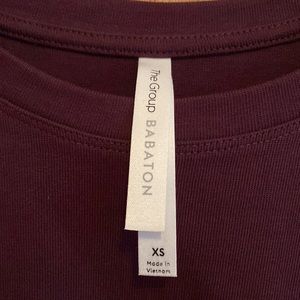 The Group
BABATON
XS
Made in
Vietnam